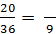 20/36 = /9